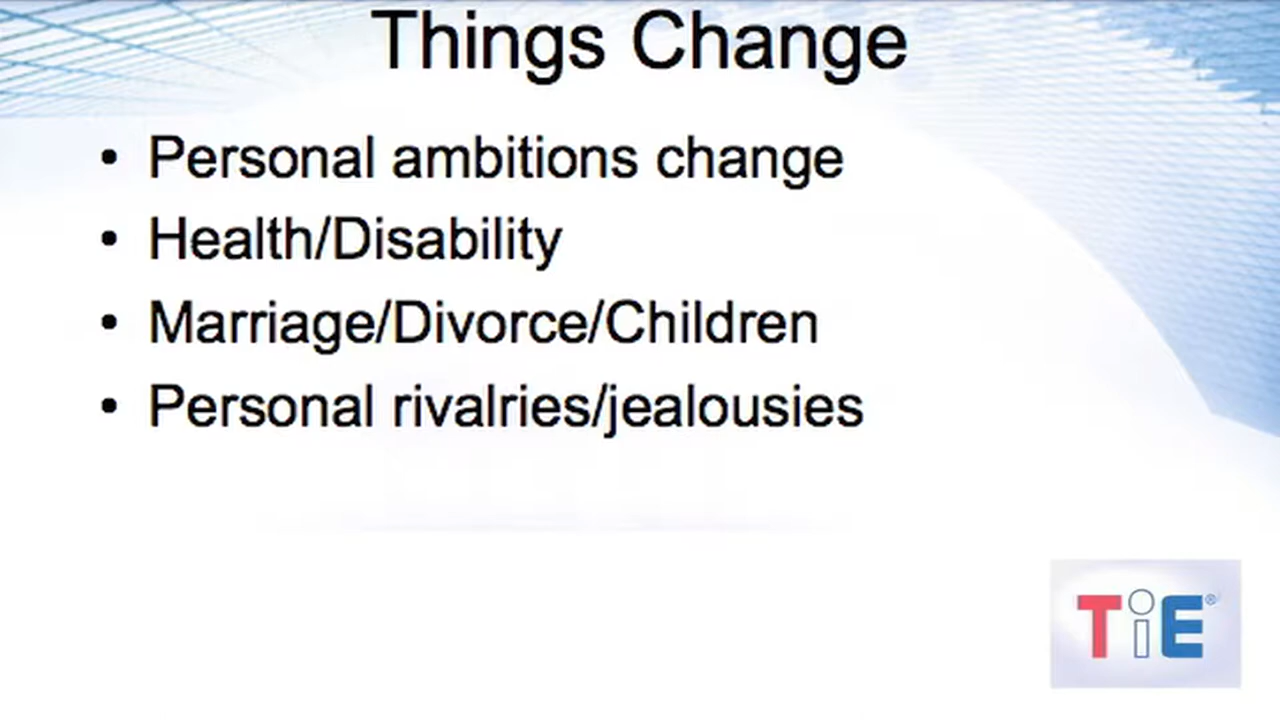 Things Change
• Personal ambitions change
• Health/Disability
• Marriage/Divorce/Children
• Personal rivalries/jealousies
TiE®